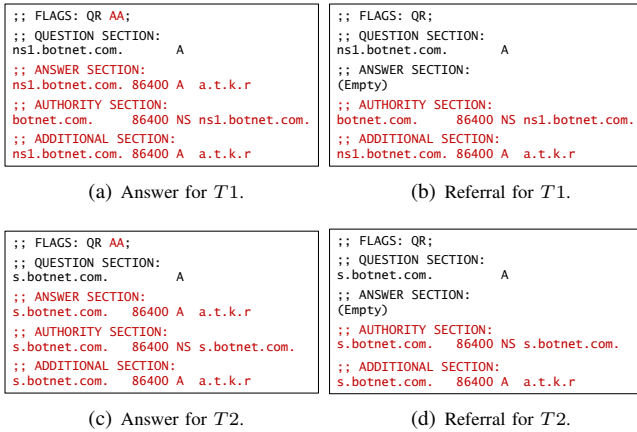 ;; FLAGS: QR AA;
;; QUESTION SECTION:
ns1.botnet.com. A
;; ANSWER SECTION:
ns1.botnet.com. 86400 A a.t.k.r
;; AUTHORITY SECTION:
botnet.com. 86400 NS ns1.botnet.com.
;; ADDITIONAL SECTION:
ns1.botnet.com. 86400 A a.t.k.r
(a) Answer for T1.
;; FLAGS: QR;
;; QUESTION SECTION:
ns1.botnet.com. A
;; ANSWER SECTION:
(Empty)
;; AUTHORITY SECTION:
botnet.com. 86400 NS ns1.botnet.com.
;; ADDITIONAL SECTION:
ns1.botnet.com. 86400 A a.t.k.r
(b) Referral for T1.
;; FLAGS: QR AA;
;; QUESTION SECTION:
s.botnet.com. A
;; ANSWER SECTION:
s.botnet.com. 86400 A a.t.k.r
;; AUTHORITY SECTION:
s.botnet.com. 86400 NS s.botnet.com.
;; ADDITIONAL SECTION:
s.botnet.com. 86400 A a.t.k.r
(c) Answer for T2.
;; FLAGS: QR;
;; QUESTION SECTION:
s.botnet.com. A
;; ANSWER SECTION:
(Empty)
;; AUTHORITY SECTION:
s.botnet.com. 86400 NS s.botnet.com.
;; ADDITIONAL SECTION:
s.botnet.com. 86400 A a.t.k.r
(d) Referral for T2.